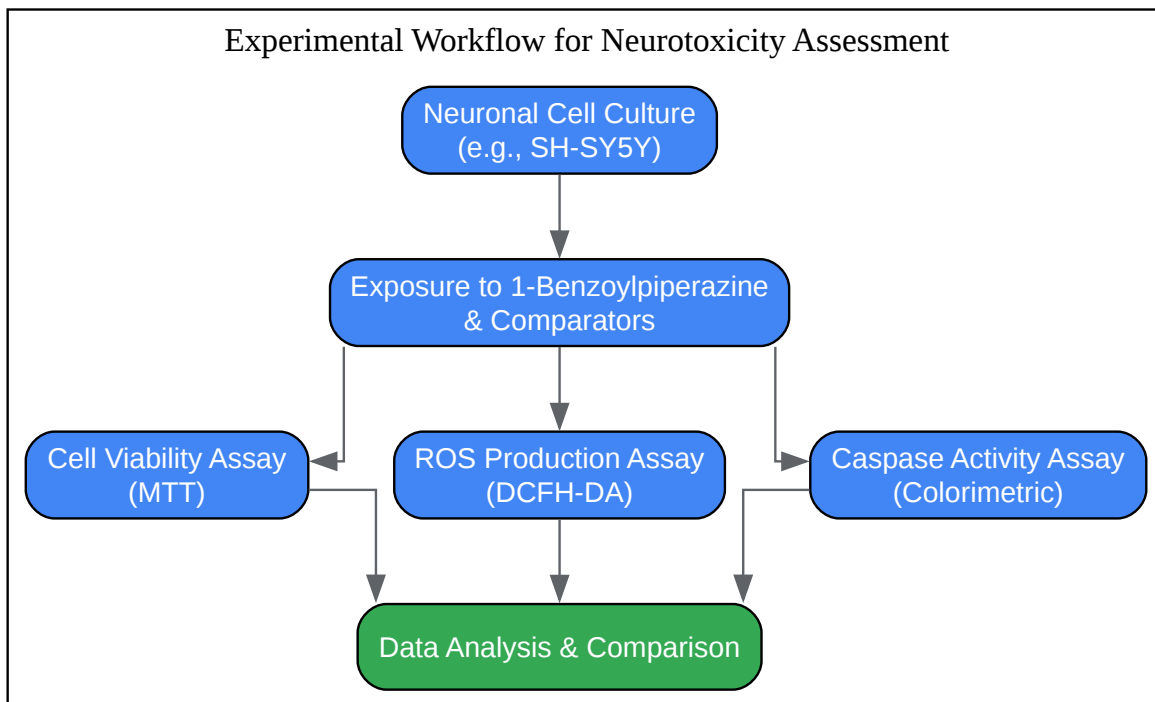 Experimental Workflow for Neurotoxicity Assessment
Neuronal Cell Culture
(e.g., SH-SY5Y)
Exposure to 1-Benzoylpiperazine
& Comparators
Cell Viability Assay
(MTT)
ROS Production Assay
(DCFH-DA)
Caspase Activity Assay
(Colorimetric)
Data Analysis & Comparison